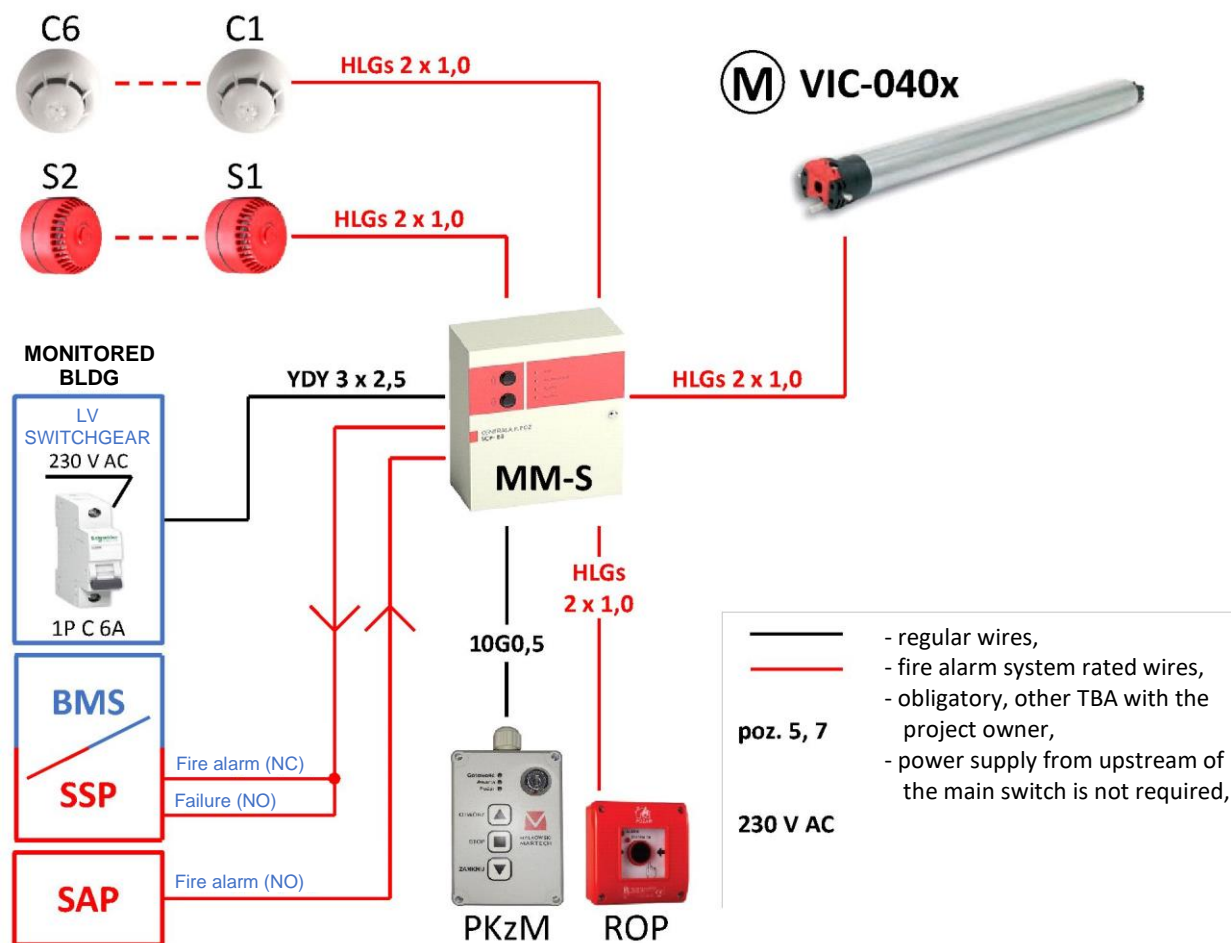 C6
C1
HLGs 2 x 1,0
M VIC-040x
S2
S1
HLGs 2 x 1,0
MONITORED
BLDG
LV
SWITCHGEAR
230 V AC
1P C 6A
YDY 3 x 2,5
HLGs 2 x 1,0
MM-S
HLGs
2 x 1,0
10G0,5
BMS
SSP
Fire alarm (NC)
Failure (NO)
SAP
Fire alarm (NO)
STOP
ZAMKNIJ
PKzM
ROP
- regular wires,
- fire alarm system rated wires,
poz. 5, 7
- obligatory, other TBA with the
project owner,
230 V AC
- power supply from upstream of
the main switch is not required,